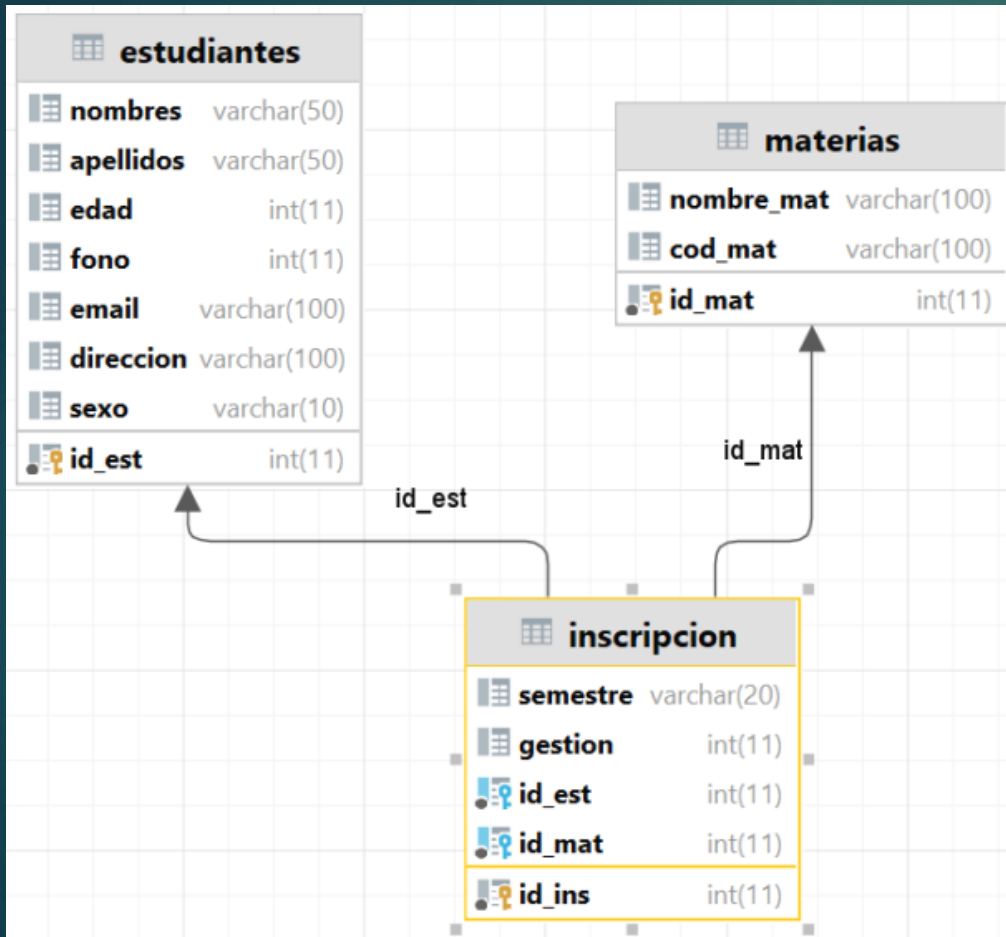 estudiantes
nombres varchar(50)
apellidos varchar(50)
edad int(11)
fono int(11)
email varchar(100)
direccion varchar(100)
sexo varchar(10)
id_est int(11)
materias
nombre_mat varchar(100)
cod_mat varchar(100)
id_mat int(11)
id_est
id_mat
inscripcion
semestre varchar(20)
gestion int(11)
id_est int(11)
id_mat int(11)
id_ins int(11)